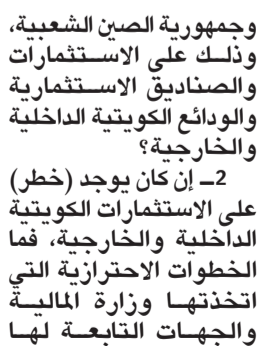 وجمهورية الصين الشعبية،
وذلك على الاستثمارات
والصناديق الاستثمارية
والودائع الكويتية الداخلية
والخارجية؟
2ـ إن كان يوجد (خطر)
على الاستثمارات الكويتية
الداخلية والخارجية، فما
الخطوات الاحترازية التي
اتخذتها وزارة المالية
والجهات التابعة لها